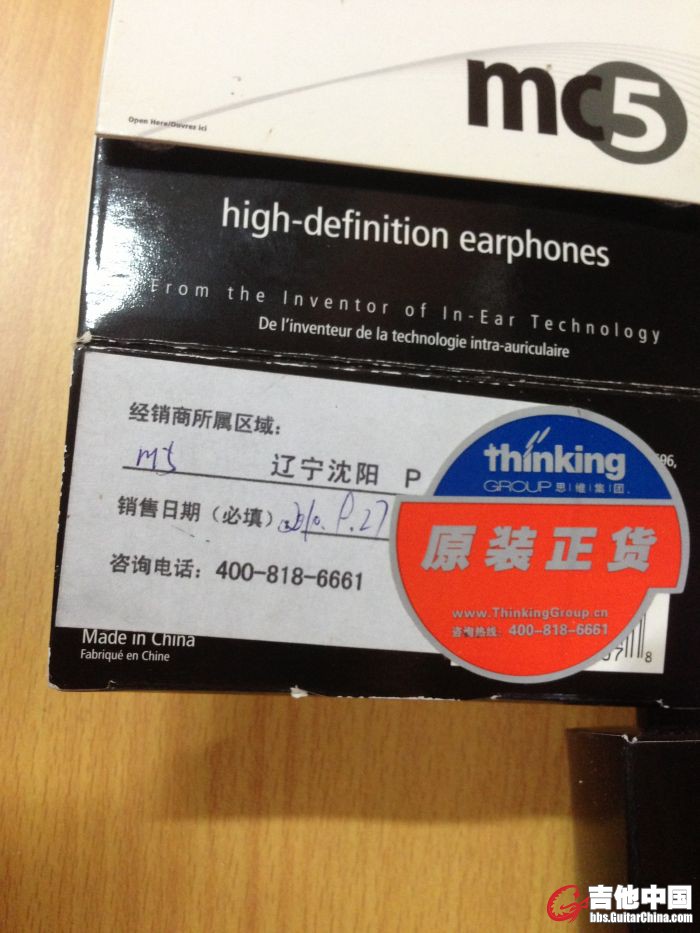 mc5
Open Here/Ouvrez ici
high-definition earphones
From the Inventor of In-Ear Technology
De l'inventeur de la technologie intra-auriculaire
经销商所属区域:
m5 辽宁沈阳 P
销售日期(必填)
咨询电话:400-818-6661
696,
thinking
GROUP 思维集团.
原装正货
www.ThinkingGroup.cn
咨询热线:400-818-6661
Made in China
Fabriqué en Chine
8
吉他中国
bbs.GuitarChina.com